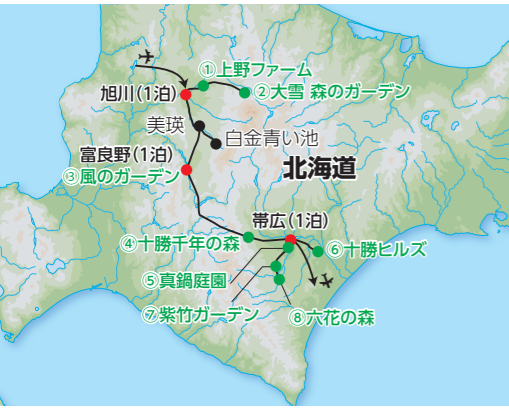 ①上野ファーム
旭川(1泊)
②大雪 森のガーデン
美瑛
白金青い池
富良野(1泊)
③風のガーデン
北海道
帯広(1泊)
④十勝千年の森
⑥十勝ヒルズ
⑤真鍋庭園
⑦紫竹ガーデン
⑧六花の森